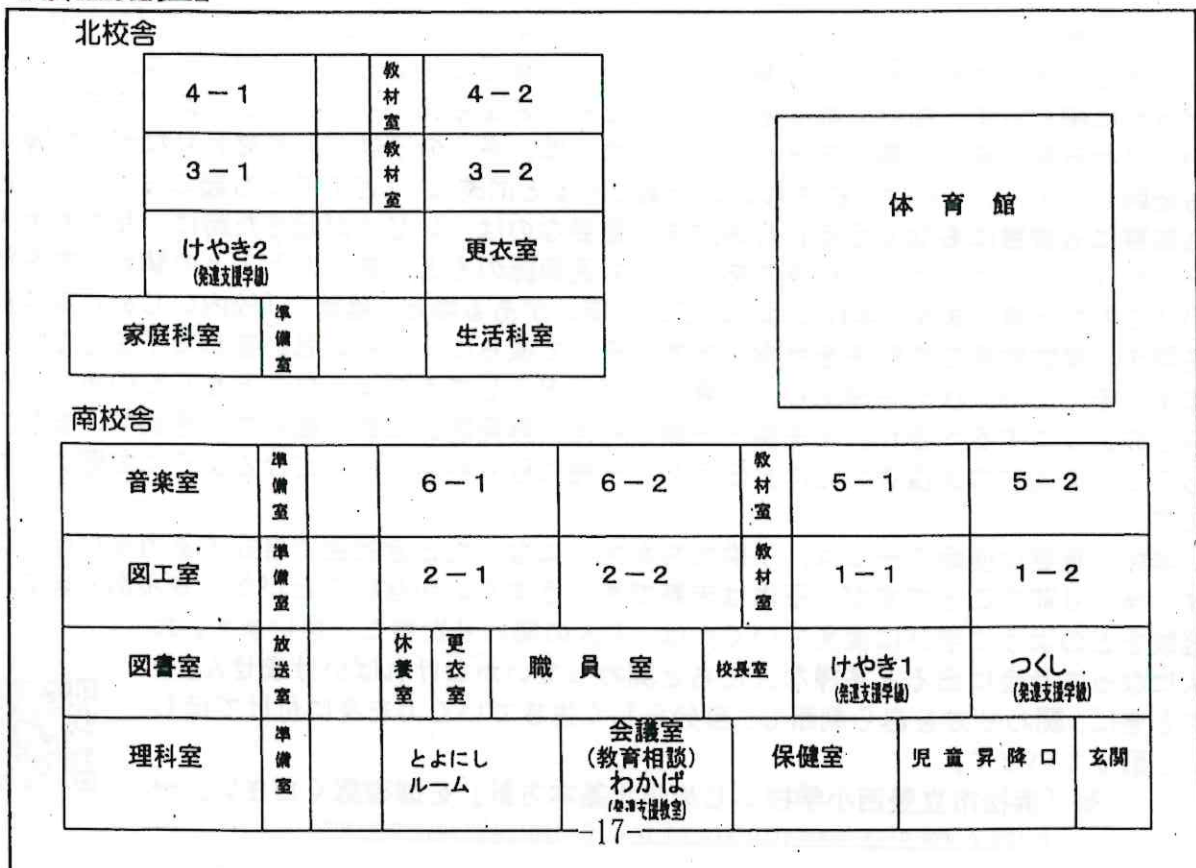 北校舎
4－1 教材室 4－2
3－1 教材室 3－2
けやき2 更衣室
(発達支援学級)
家庭科室 準備室 生活科室
体育館
南校舎
音楽室 準備室 6－1 6－2 教材室 5－1 5－2
図工室 準備室 2－1 2－2 教材室 1－1 1－2
図書室 放送室 休養室 更衣室 職員室 校長室 けやき1 つくし
(発達支援学級) (発達支援学級)
理科室 準備室 とよにしルーム 会議室 保健室 児童昇降口 玄関
(教育相談)
わかば
(発達支援教室)
－17－